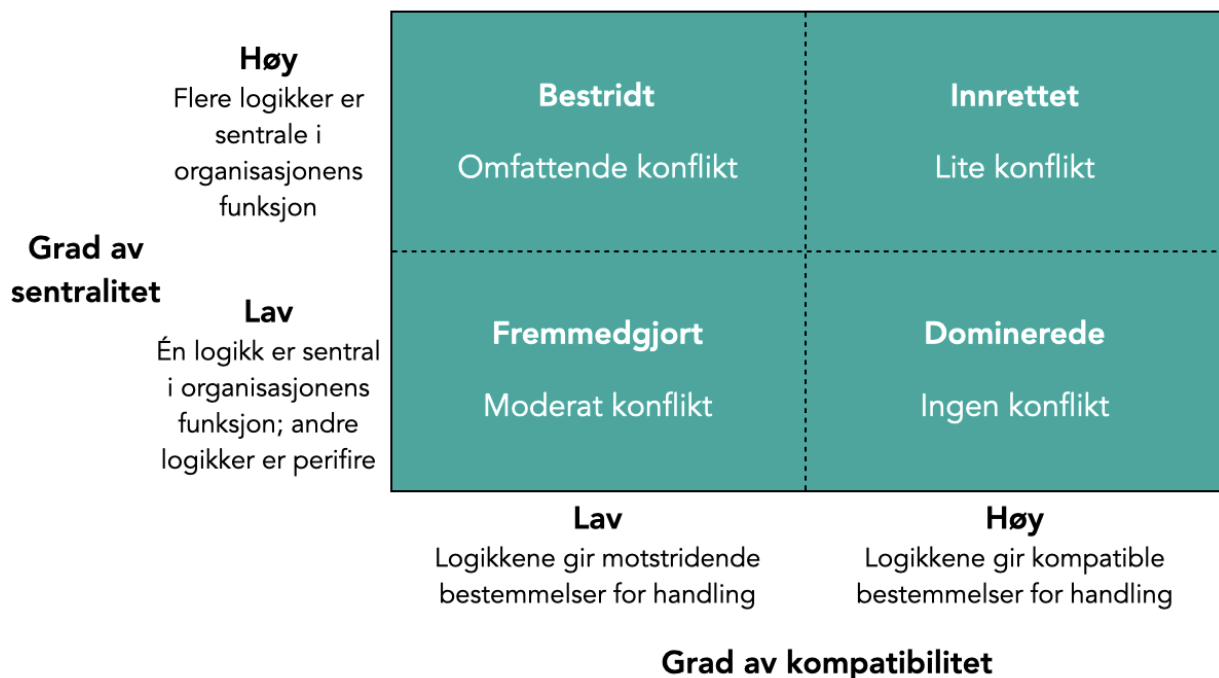 Høy
Flere logikker er
sentrale i
organisasjonens
funksjon
Bestridt
Omfattende konflikt
Innrettet
Lite konflikt
Grad av
sentralitet
Lav
Én logikk er sentral
i organisasjonens
funksjon; andre
logikker er perifire
Fremmedgjort
Moderat konflikt
Dominerede
Ingen konflikt
Lav
Logikkene gir motstridende
bestemmelser for handling
Høy
Logikkene gir kompatible
bestemmelser for handling
Grad av kompatibilitet